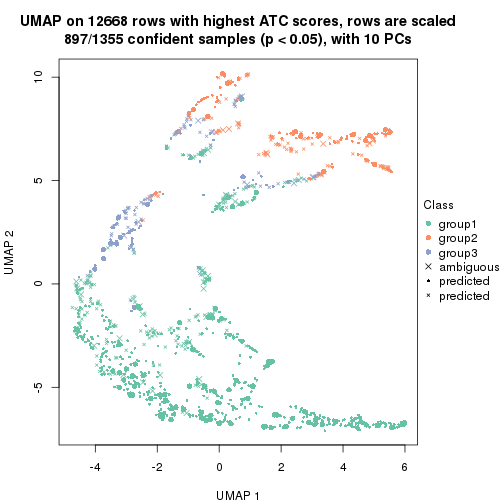 UMAP on 12668 rows with highest ATC scores, rows are scaled
897/1355 confident samples (p < 0.05), with 10 PCs
10
5
0
-5
UMAP 2
-4
-2
0
2
4
6
UMAP 1
Class
group1
group2
group3
ambiguous
predicted
predicted